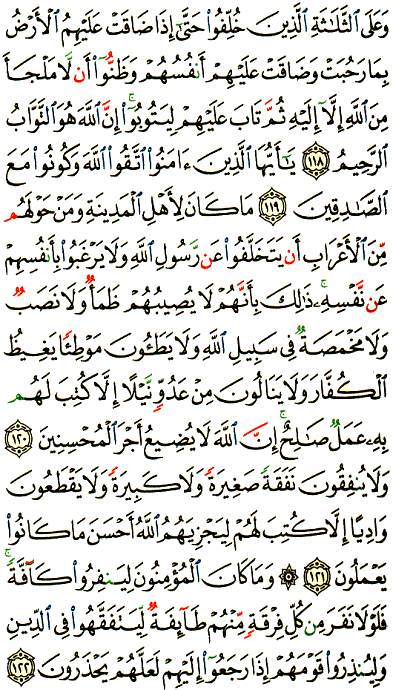 وَعَلَى ٱلثَّلَـٰثَةِ ٱلَّذِينَ خُلِّفُوا۟ حَتَّىٰٓ إِذَا ضَاقَتْ عَلَيْهِمُ ٱلْأَرْضُ
بِمَا رَحُبَتْ وَضَاقَتْ عَلَيْهِمْ أَنفُسُهُمْ وَظَنُّوٓا۟ أَن لَّا مَلْجَأَ
مِنَ ٱللَّهِ إِلَّآ إِلَيْهِ ثُمَّ تَابَ عَلَيْهِمْ لِيَتُوبُوٓا۟ ۚ إِنَّ ٱللَّهَ هُوَ ٱلتَّوَّابُ
ٱلرَّحِيمُ ﴿١١٨﴾ يَـٰٓأَيُّهَا ٱلَّذِينَ ءَامَنُوا۟ ٱتَّقُوا۟ ٱللَّهَ وَكُونُوا۟ مَعَ
ٱلصَّـٰدِقِينَ ﴿١١٩﴾ مَا كَانَ لِأَهْلِ ٱلْمَدِينَةِ وَمَنْ حَوْلَهُم
مِّنَ ٱلْأَعْرَابِ أَن يَتَخَلَّفُوا۟ عَن رَّسُولِ ٱللَّهِ وَلَا يَرْغَبُوا۟ بِأَنفُسِهِمْ
عَن نَّفْسِهِۦ ۚ ذَٰلِكَ بِأَنَّهُمْ لَا يُصِيبُهُمْ ظَمَأٌ وَلَا نَصَبٌ
وَلَا مَخْمَصَةٌ فِى سَبِيلِ ٱللَّهِ وَلَا يَطَـُٔونَ مَوْطِئًا يَغِيظُ
ٱلْكُفَّارَ وَلَا يَنَالُونَ مِنْ عَدُوٍّ نَّيْلًا إِلَّا كُتِبَ لَهُم
بِهِۦ عَمَلٌ صَـٰلِحٌ ۚ إِنَّ ٱللَّهَ لَا يُضِيعُ أَجْرَ ٱلْمُحْسِنِينَ ﴿١٢٠﴾
وَلَا يُنفِقُونَ نَفَقَةً صَغِيرَةً وَلَا كَبِيرَةً وَلَا يَقْطَعُونَ
وَادِيًا إِلَّا كُتِبَ لَهُمْ لِيَجْزِيَهُمُ ٱللَّهُ أَحْسَنَ مَا كَانُوا۟
يَعْمَلُونَ ﴿١٢١﴾ ۞ وَمَا كَانَ ٱلْمُؤْمِنُونَ لِيَنفِرُوا۟ كَآفَّةً ۚ
فَلَوْلَا نَفَرَ مِن كُلِّ فِرْقَةٍ مِّنْهُمْ طَآئِفَةٌ لِّيَتَفَقَّهُوا۟ فِى ٱلدِّينِ
وَلِيُنذِرُوا۟ قَوْمَهُمْ إِذَا رَجَعُوٓا۟ إِلَيْهِمْ لَعَلَّهُمْ يَحْذَرُونَ ﴿١٢٢﴾